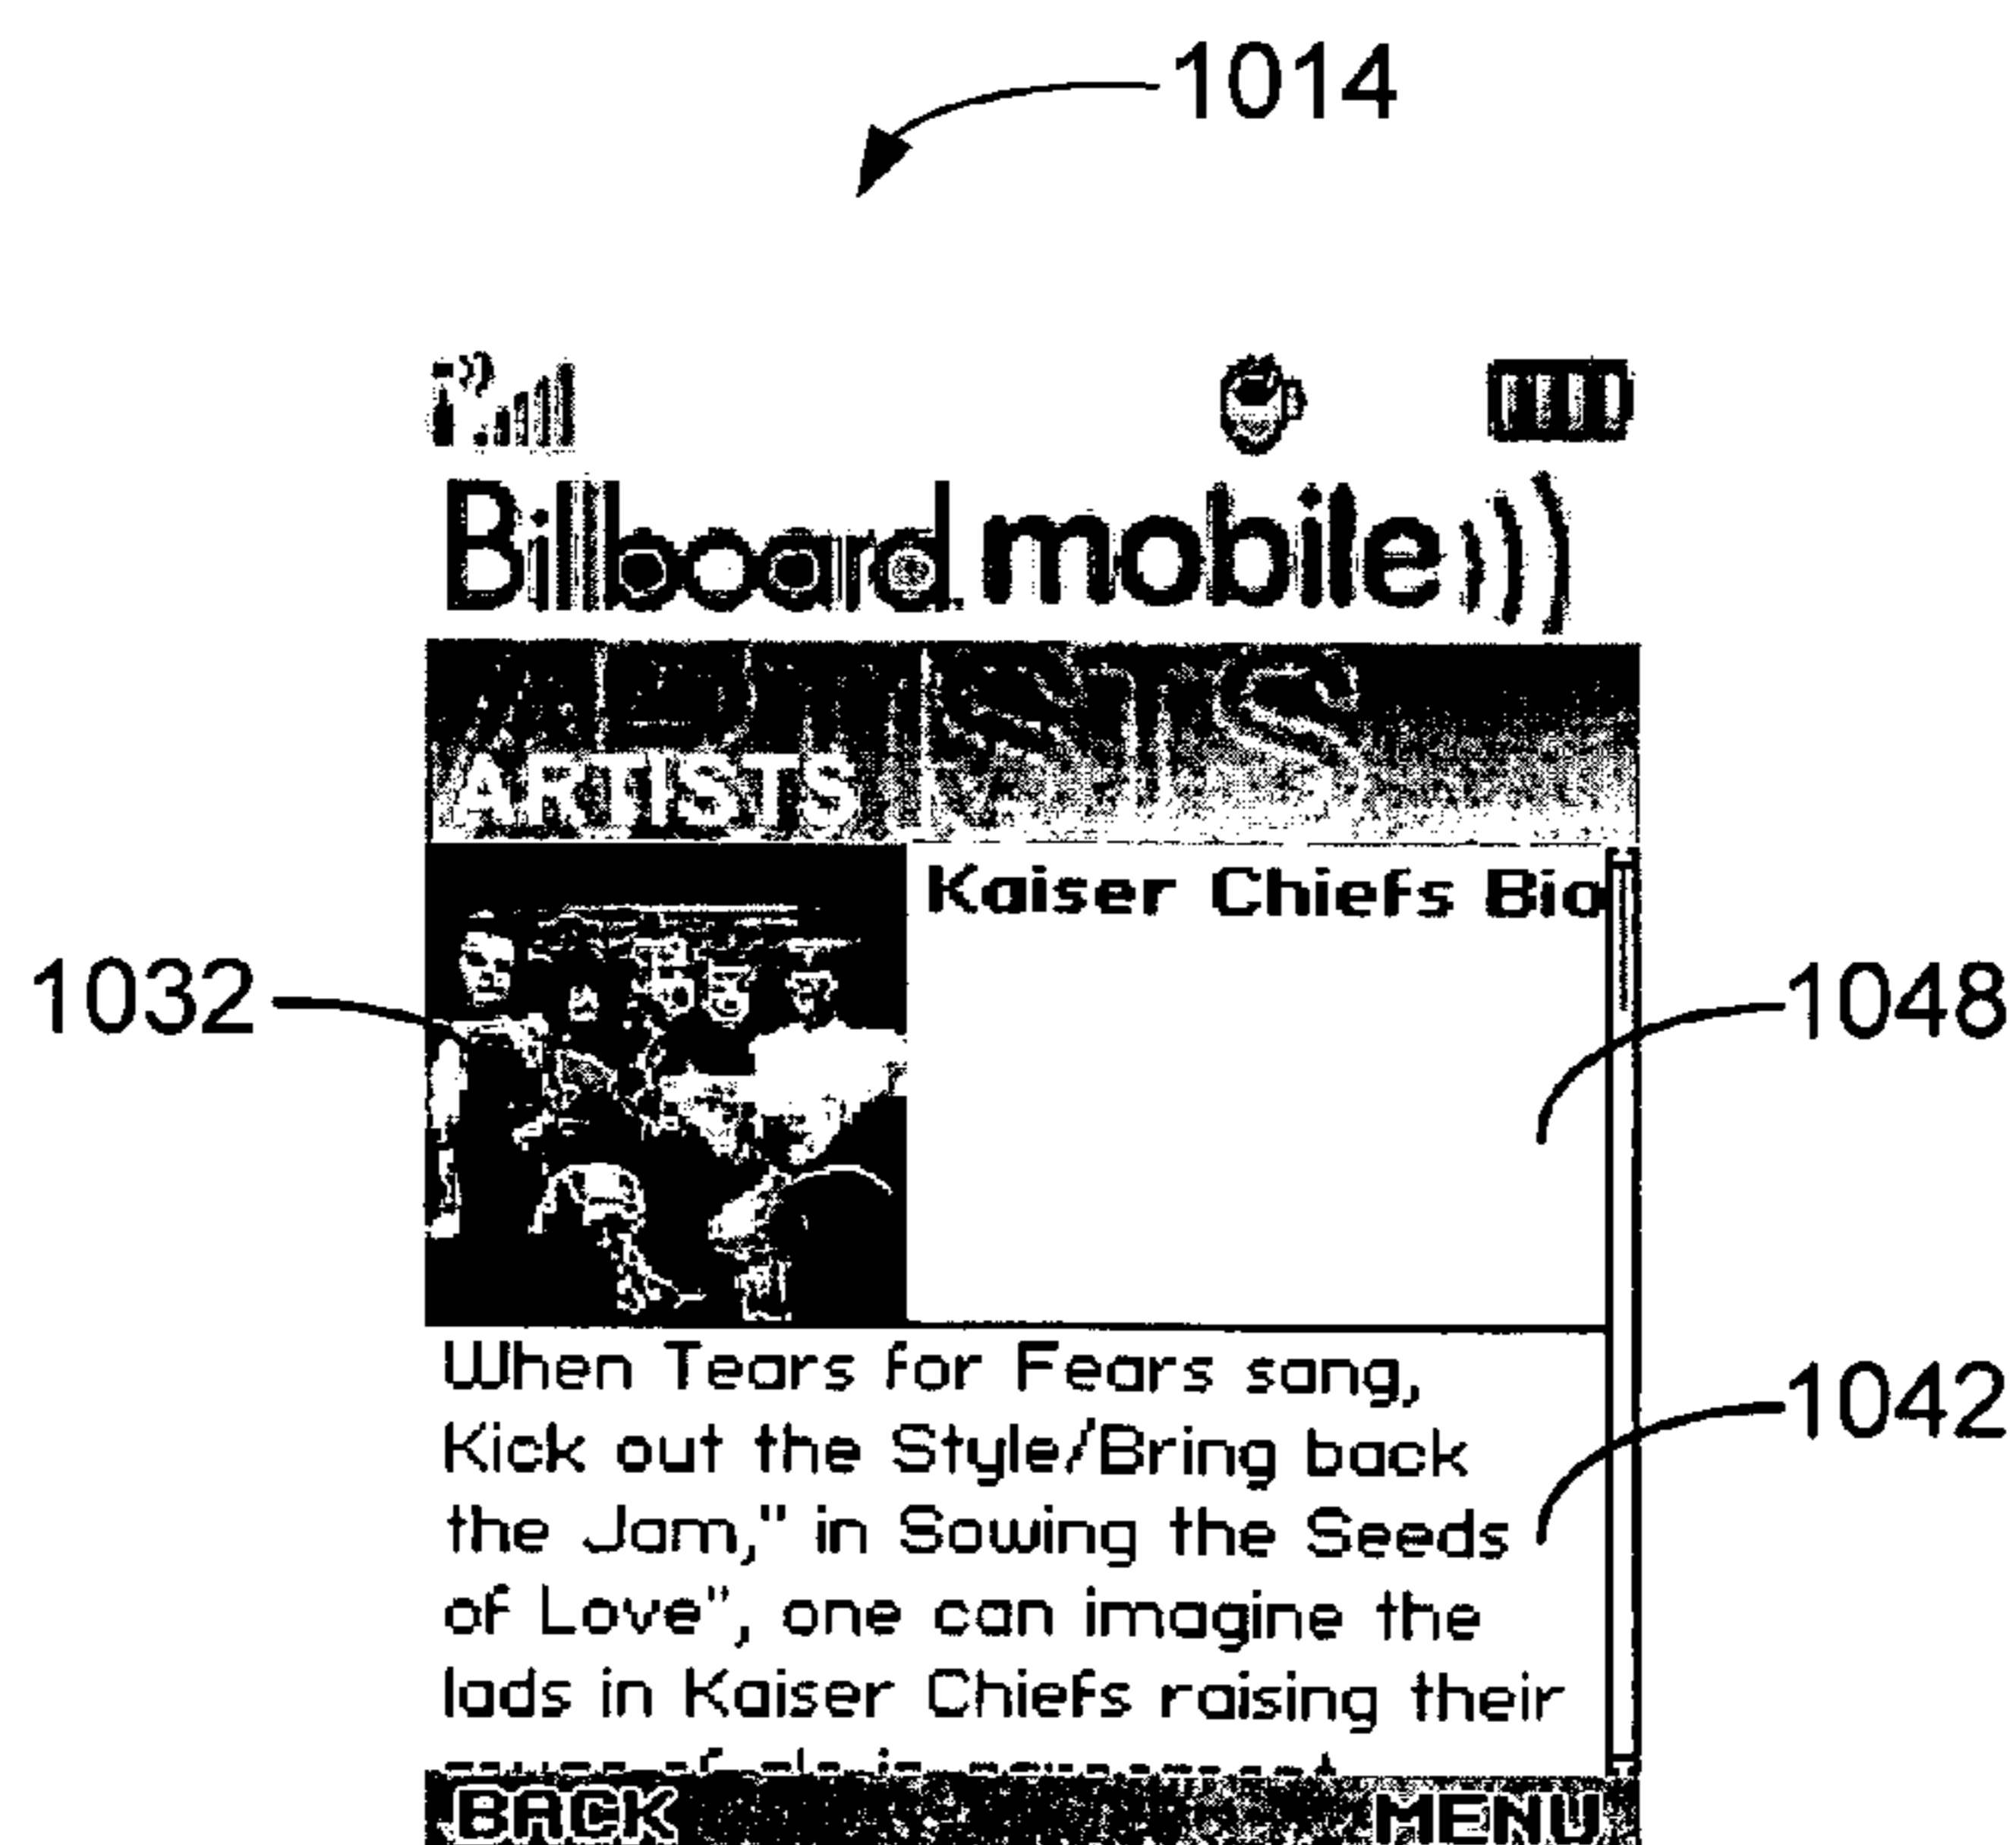 1014
Billboard. mobile
ARTISTS
ARTISTS
Kaiser Chiefs Bio
1032
1048
When Tears for Fears sang,
1042
Kick out the Style/Bring back
the Jam," in Sowing the Seeds
of Love", one can imagine the
lads in Kaiser Chiefs raising their
BACK MENU